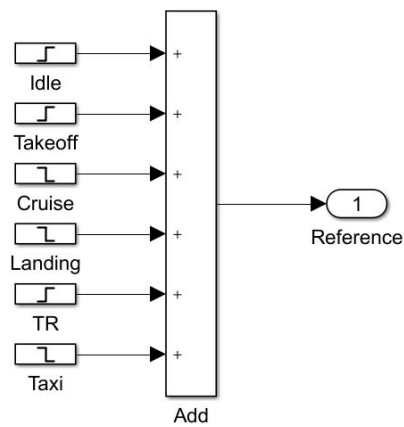 +
Idle
+
Takeoff
+
1
Cruise
+
Reference
Landing
+
TR
+
Taxi
Add